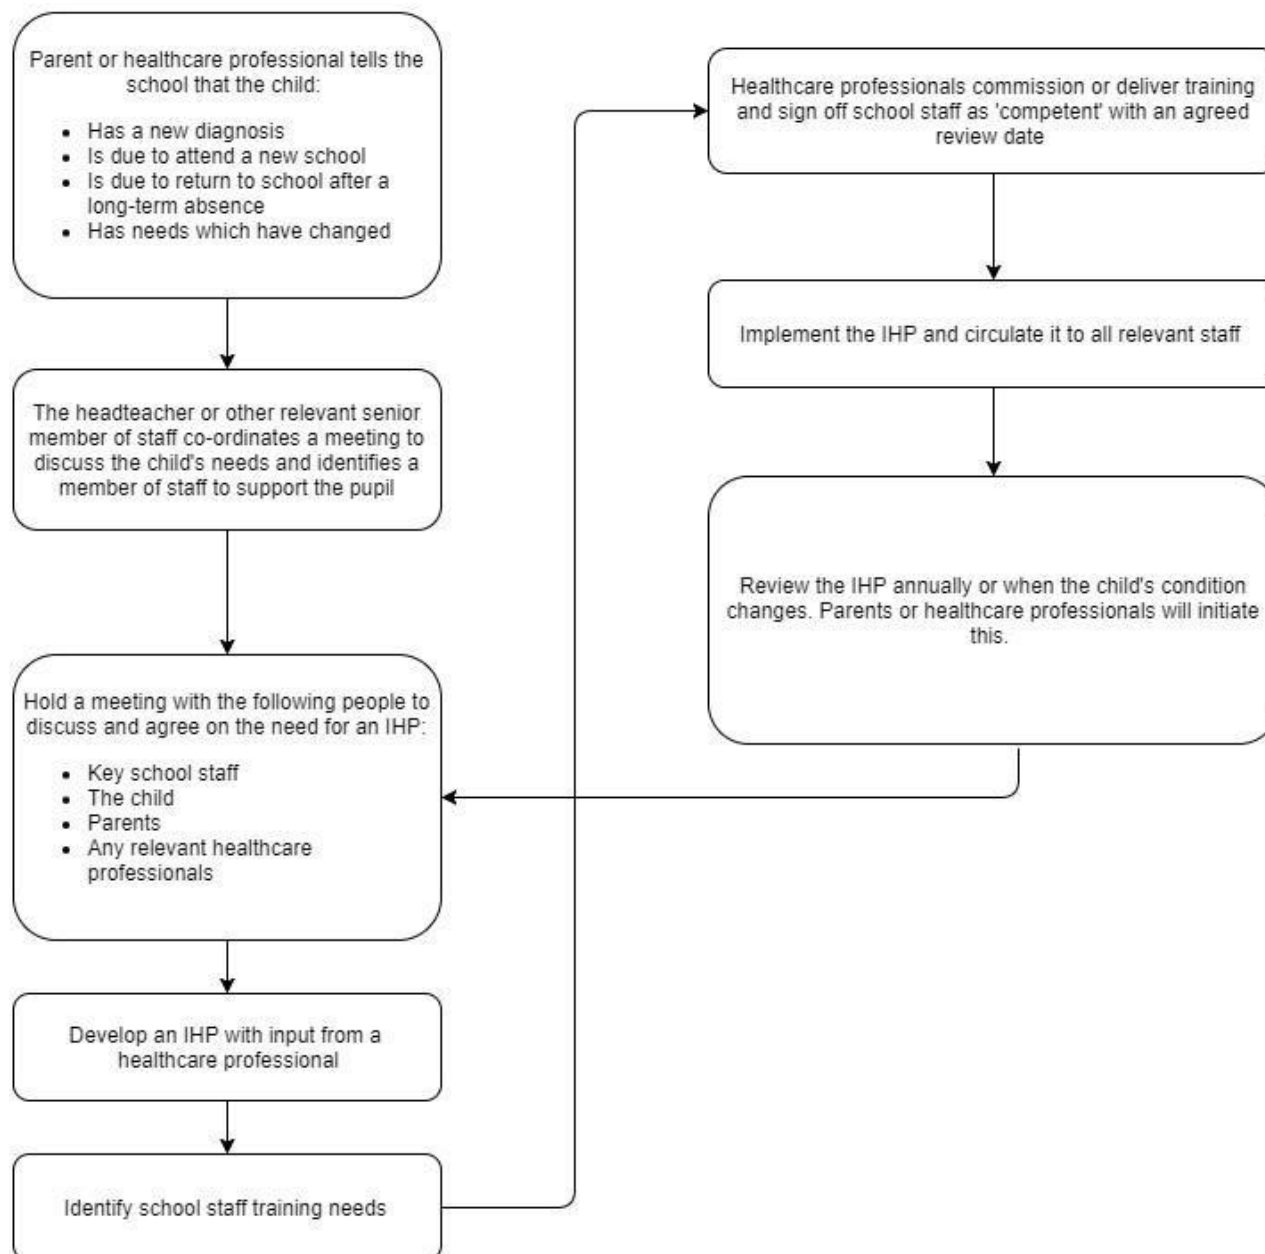 Parent or healthcare professional tells the
school that the child:
• Has a new diagnosis
• Is due to attend a new school
• Is due to return to school after a
long-term absence
• Has needs which have changed
The headteacher or other relevant senior
member of staff co-ordinates a meeting to
discuss the child's needs and identifies a
member of staff to support the pupil
Hold a meeting with the following people to
discuss and agree on the need for an IHP:
• Key school staff
• The child
• Parents
• Any relevant healthcare
professionals
Develop an IHP with input from a
healthcare professional
Identify school staff training needs
Healthcare professionals commission or deliver training
and sign off school staff as 'competent' with an agreed
review date
Implement the IHP and circulate it to all relevant staff
Review the IHP annually or when the child's condition
changes. Parents or healthcare professionals will initiate
this.